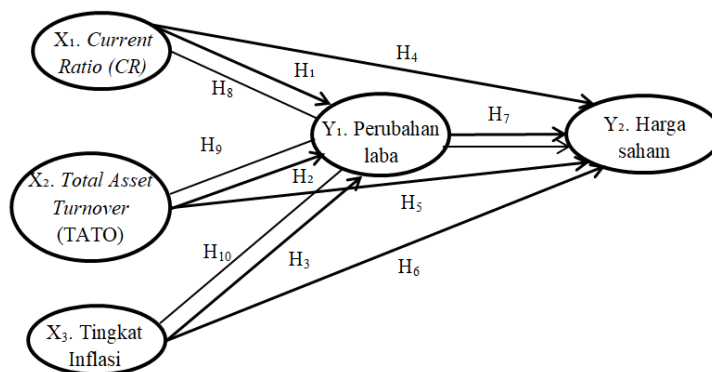 X₁. Current
Ratio (CR)
H₄
H₁
H₈
Y₁. Perubahan
laba
H₇
Y₂. Harga
saham
H₉
X₂. Total Asset
Turnover
(TATO)
H₂
H₅
H₁₀
H₃
H₆
X₃. Tingkat
Inflasi